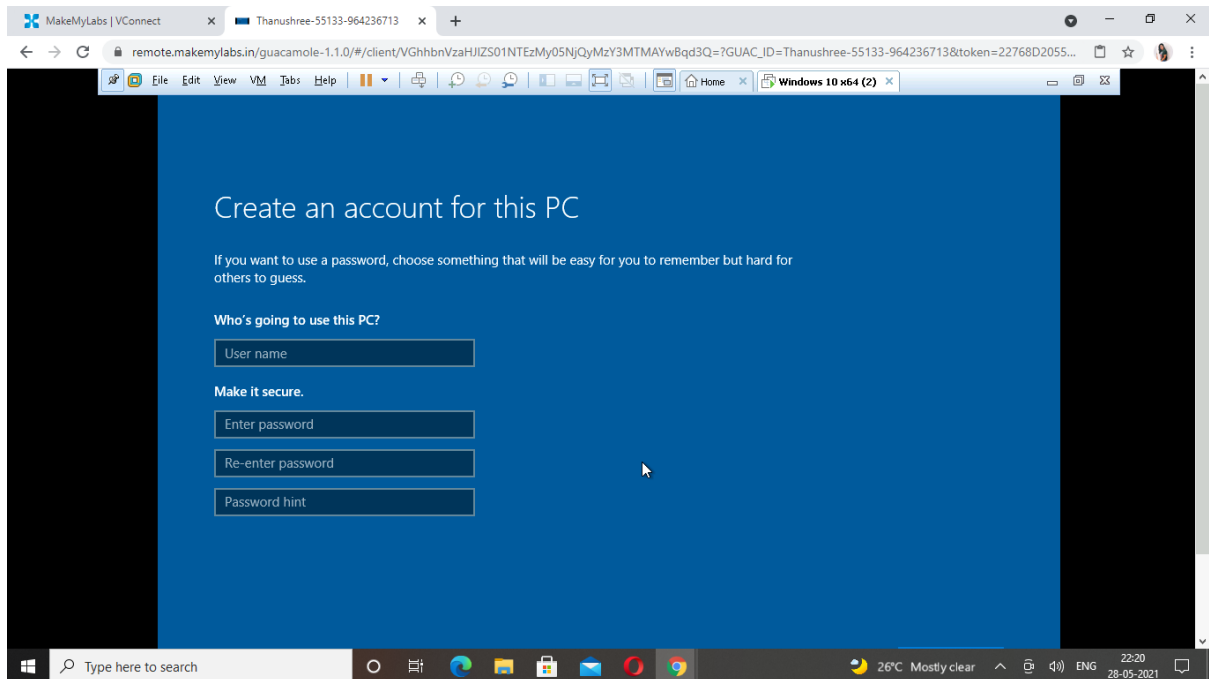 MakeMyLabs | VConnect
Thanushree-55133-964236713
remote.makemylabs.in/guacamole-1.1.0/#/client/VGhhbnVzaHJlZS01NTEzMy05NjQyMzY3MTMAYwBqd3Q=?GUAC_ID=Thanushree-55133-964236713&token=22768D2055...
File Edit View VM Tabs Help Home Windows 10 x64 (2)
Create an account for this PC
If you want to use a password, choose something that will be easy for you to remember but hard for
others to guess.
Who's going to use this PC?
User name
Make it secure.
Enter password
Re-enter password
Password hint
Type here to search
26°C Mostly clear
ENG
22:20
28-05-2021